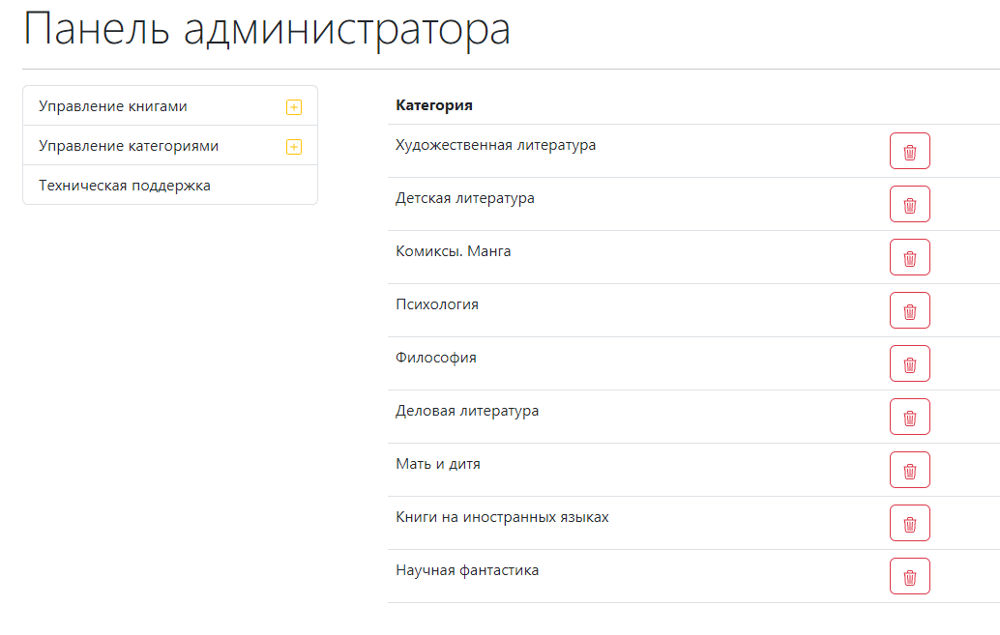 Панель администратора
Управление книгами
Управление категориями
Техническая поддержка
Категория
Художественная литература
Детская литература
Комиксы. Манга
Психология
Философия
Деловая литература
Мать и дитя
Книги на иностранных языках
Научная фантастика